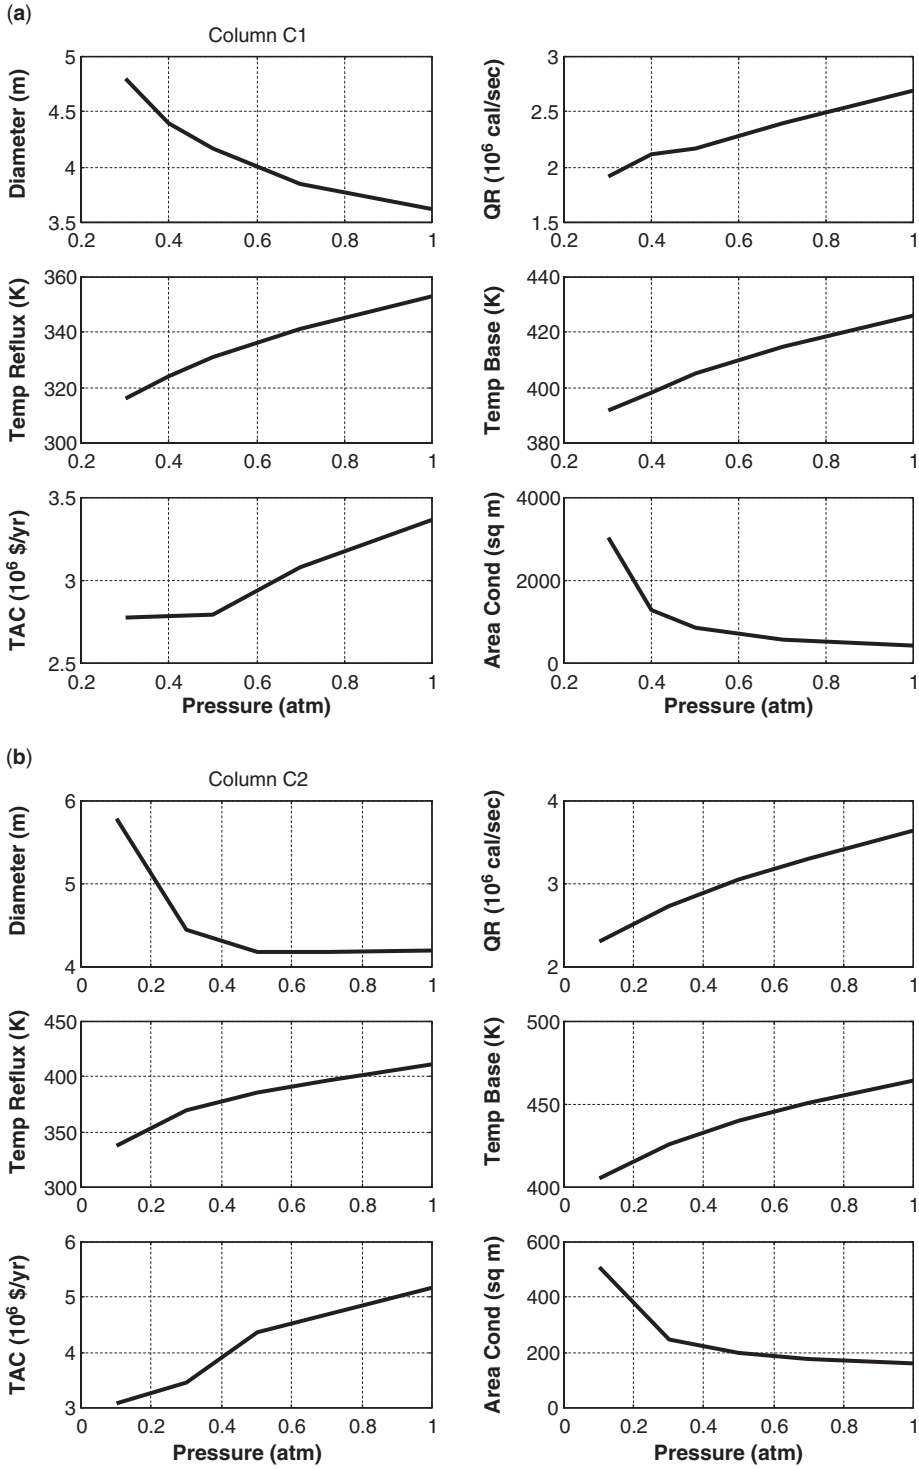 (a)
Column C1
Diameter (m)
5
4.5
4
3.5
0.2 0.4 0.6 0.8 1
QR (10⁶ cal/sec)
3
2.5
2
1.5
0.2 0.4 0.6 0.8 1
Temp Reflux (K)
360
340
320
300
0.2 0.4 0.6 0.8 1
Temp Base (K)
440
420
400
380
0.2 0.4 0.6 0.8 1
TAC (10⁶ $/yr)
3.5
3
2.5
0.2 0.4 0.6 0.8 1
Pressure (atm)
Area Cond (sq m)
4000
2000
0
0.2 0.4 0.6 0.8 1
Pressure (atm)
(b)
Column C2
Diameter (m)
6
5
4
0 0.2 0.4 0.6 0.8 1
QR (10⁶ cal/sec)
4
3
2
0 0.2 0.4 0.6 0.8 1
Temp Reflux (K)
450
400
350
300
0 0.2 0.4 0.6 0.8 1
Temp Base (K)
500
450
400
0 0.2 0.4 0.6 0.8 1
TAC (10⁶ $/yr)
6
5
4
3
0 0.2 0.4 0.6 0.8 1
Pressure (atm)
Area Cond (sq m)
600
400
200
0
0 0.2 0.4 0.6 0.8 1
Pressure (atm)